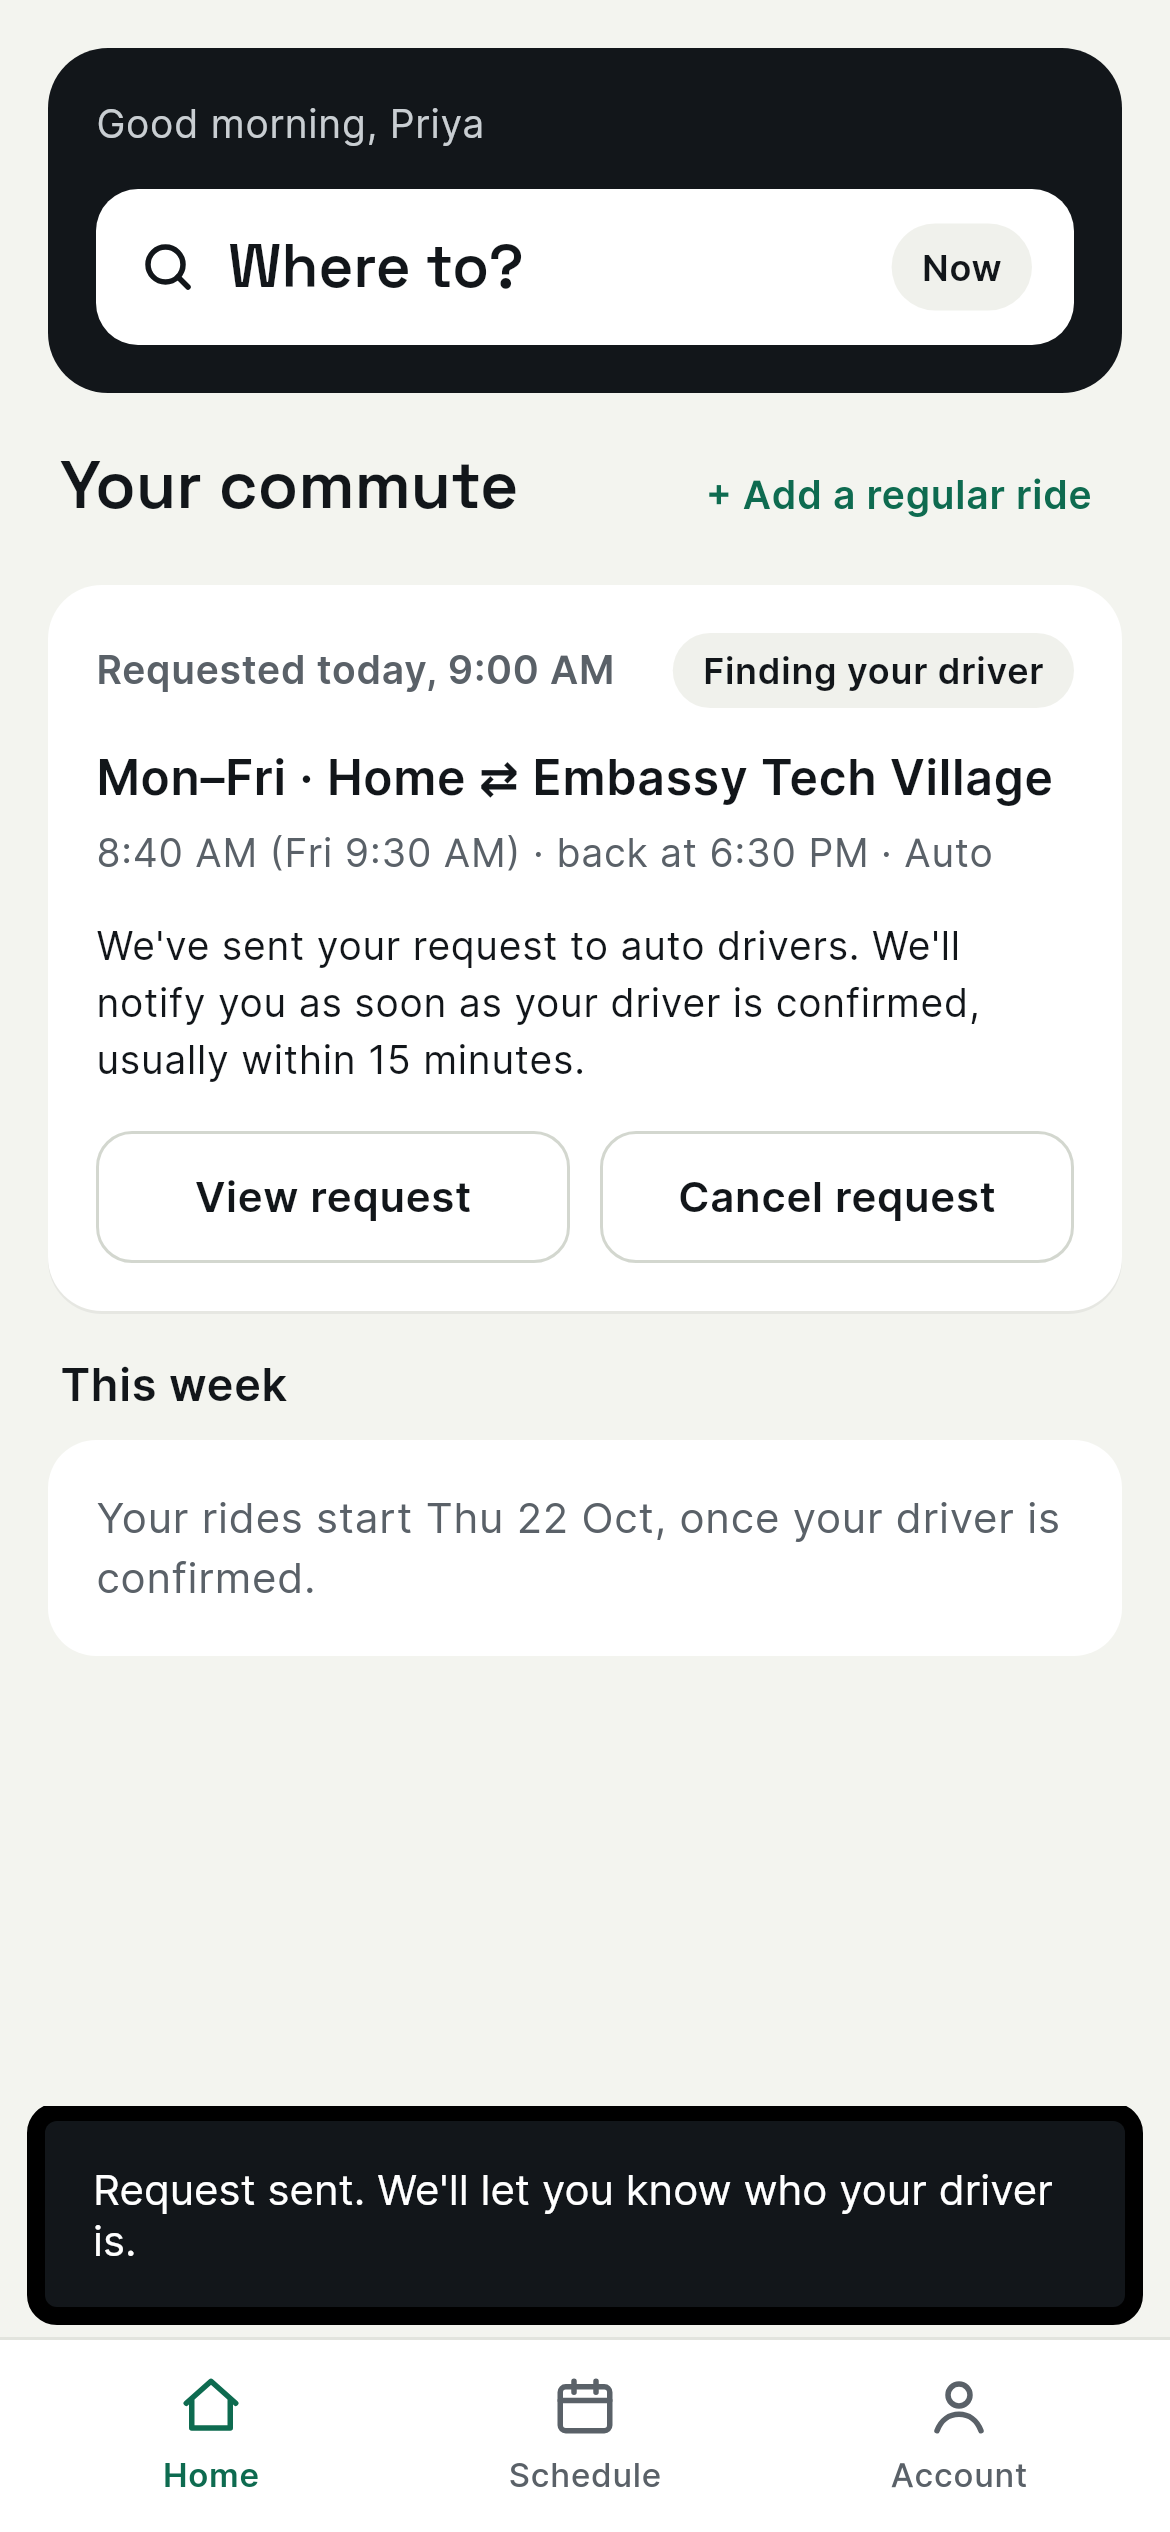 Good morning, Priya
Where to?
Now
Your commute
+ Add a regular ride
Requested today, 9:00 AM
Finding your driver
Mon–Fri · Home ⇄ Embassy Tech Village
8:40 AM (Fri 9:30 AM) · back at 6:30 PM · Auto
We've sent your request to auto drivers. We'll
notify you as soon as your driver is confirmed,
usually within 15 minutes.
View request
Cancel request
This week
Your rides start Thu 22 Oct, once your driver is
confirmed.
Request sent. We'll let you know who your driver
is.
Home
Schedule
Account